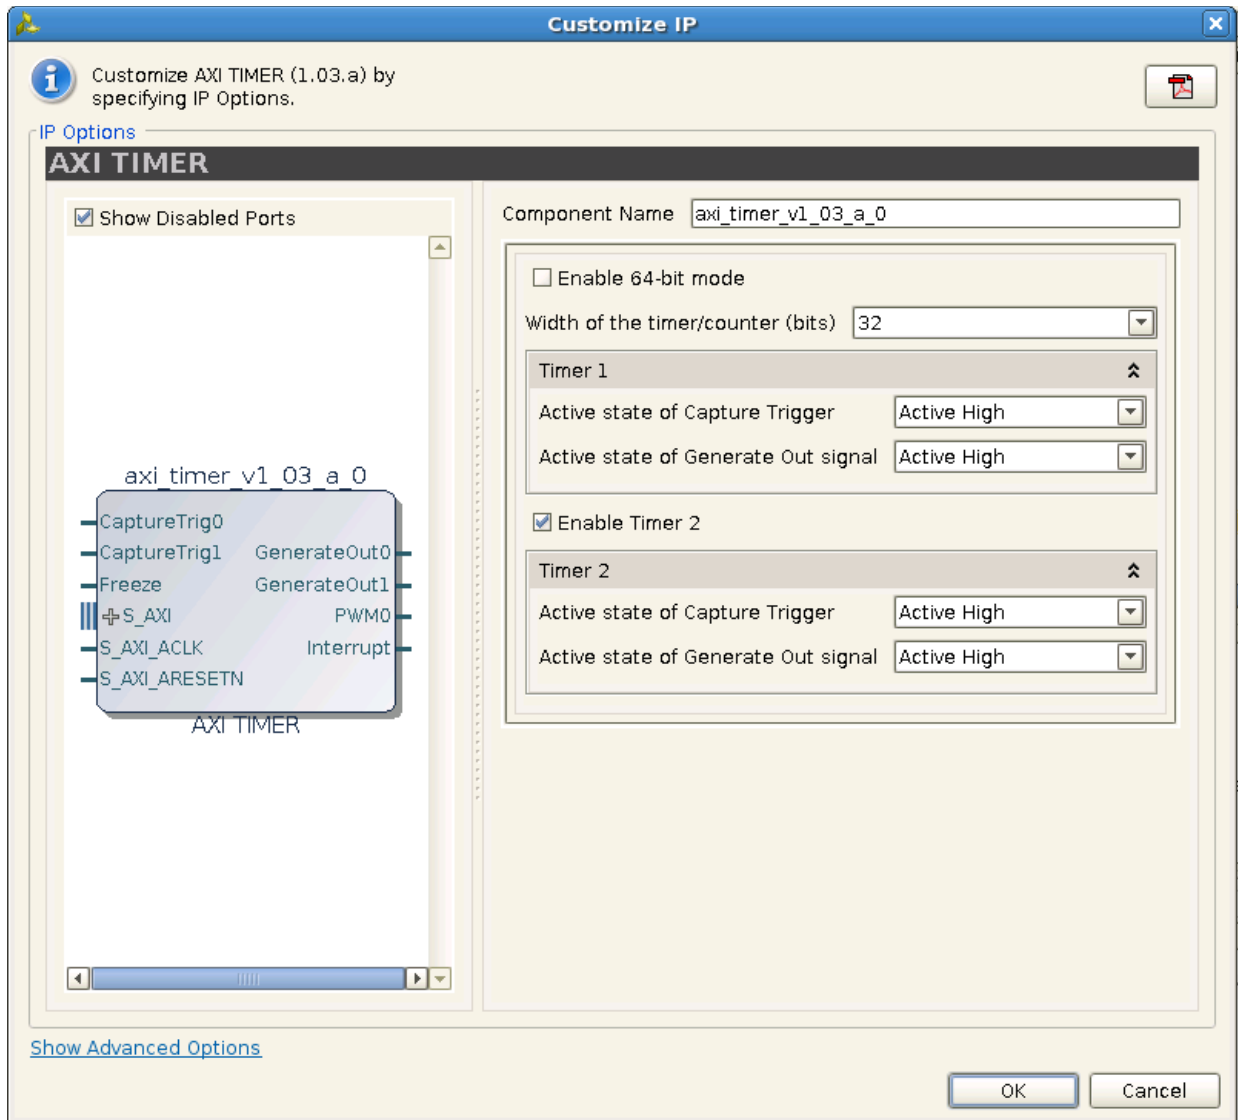 Customize IP
Customize AXI TIMER (1.03.a) by
specifying IP Options.
IP Options
AXI TIMER
Show Disabled Ports
axi_timer_v1_03_a_0
CaptureTrig0
CaptureTrig1 GenerateOut0
Freeze GenerateOut1
S_AXI PWM0
S_AXI_ACLK Interrupt
S_AXI_ARESETN
AXI TIMER
Component Name axi_timer_v1_03_a_0
Enable 64-bit mode
Width of the timer/counter (bits) 32
Timer 1
Active state of Capture Trigger Active High
Active state of Generate Out signal Active High
Enable Timer 2
Timer 2
Active state of Capture Trigger Active High
Active state of Generate Out signal Active High
Show Advanced Options
OK Cancel